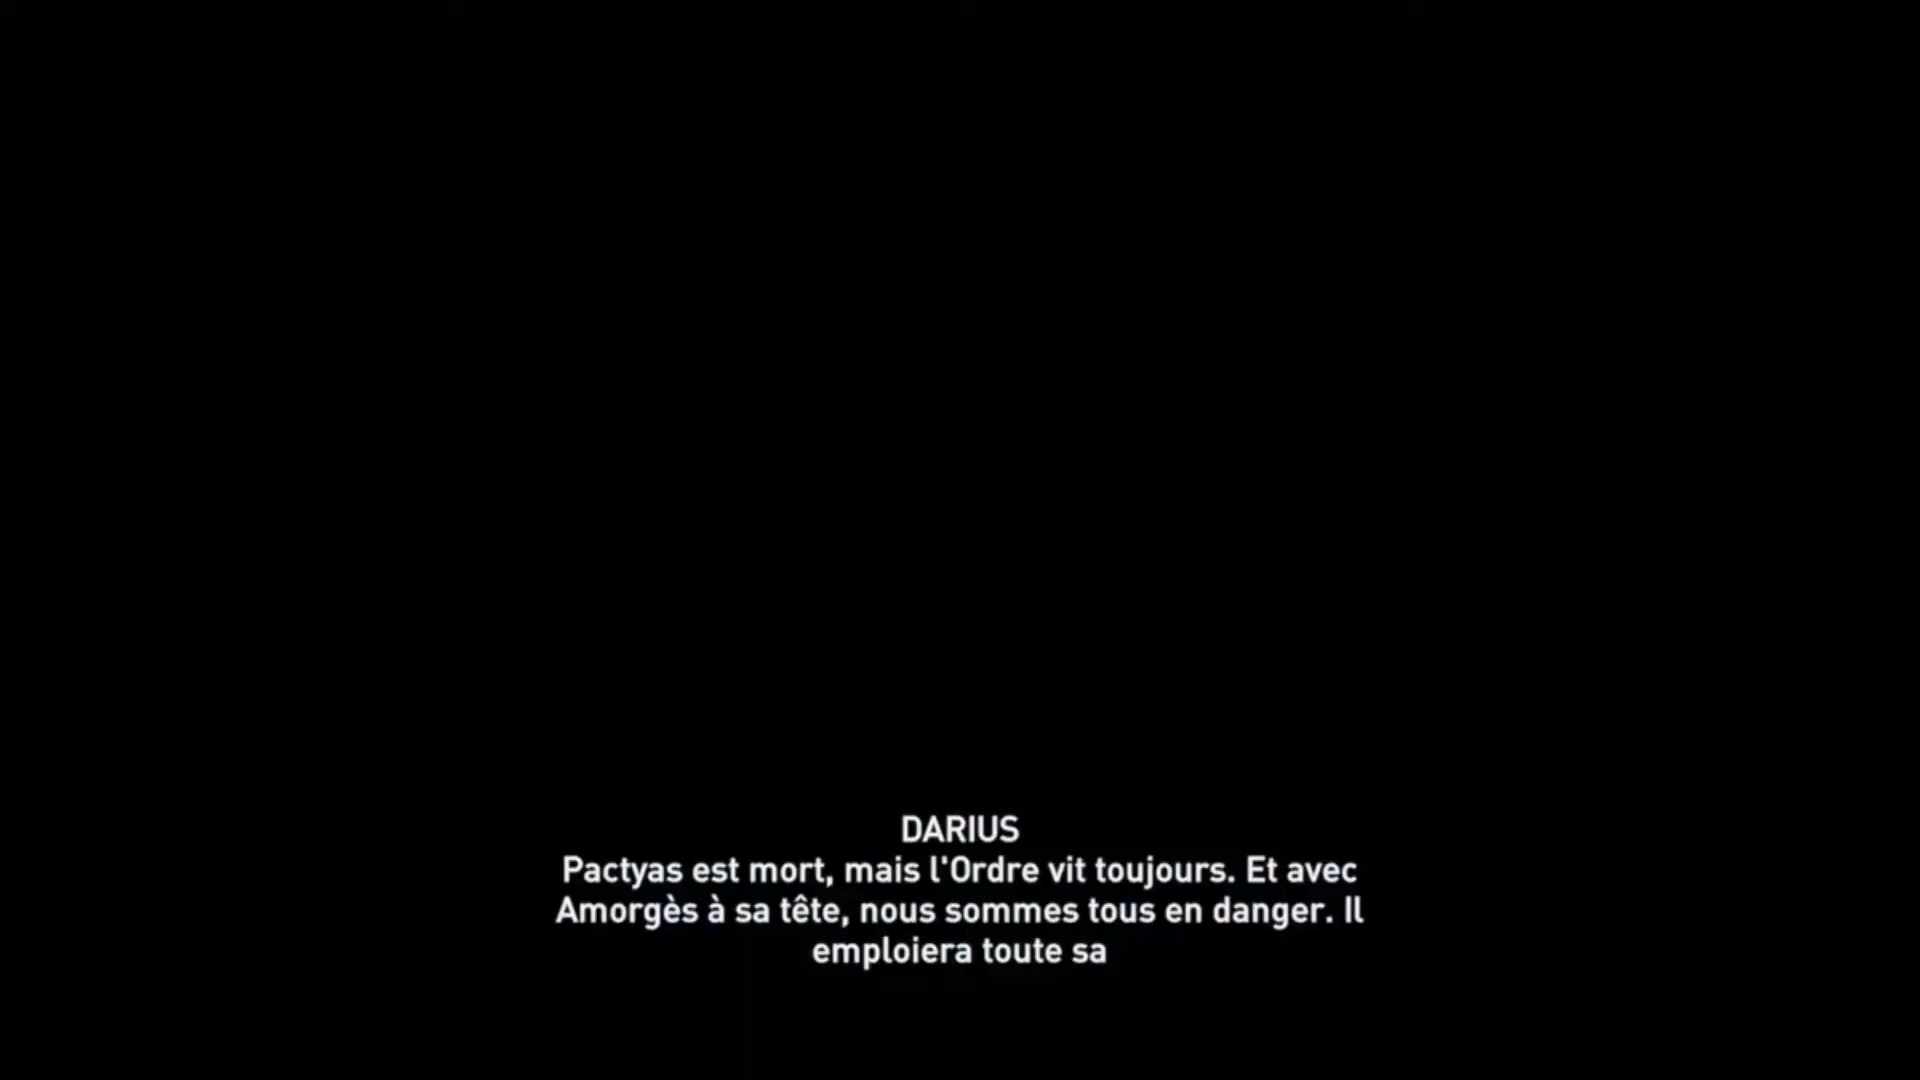 DARIUS
Pactyas est mort, mais l'Ordre vit toujours. Et avec
Amorgès à sa tête, nous sommes tous en danger. Il
emploiera toute sa